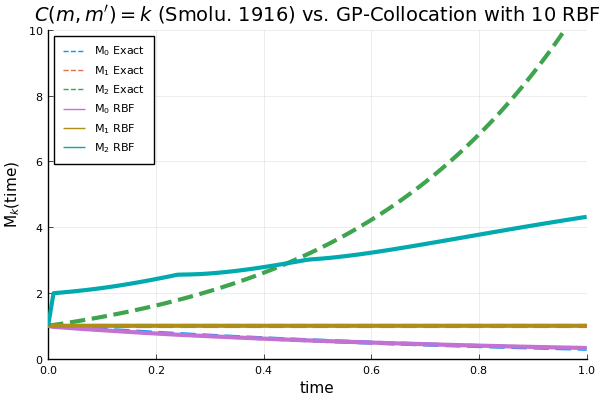 C(m, m′) = k (Smolu. 1916) vs. GP-Collocation with 10 RBF
10
8
6
4
2
0
M₀ Exact
M₁ Exact
M₂ Exact
M₀ RBF
M₁ RBF
M₂ RBF
Mₖ(time)
0.0 0.2 0.4 0.6 0.8 1.0
time